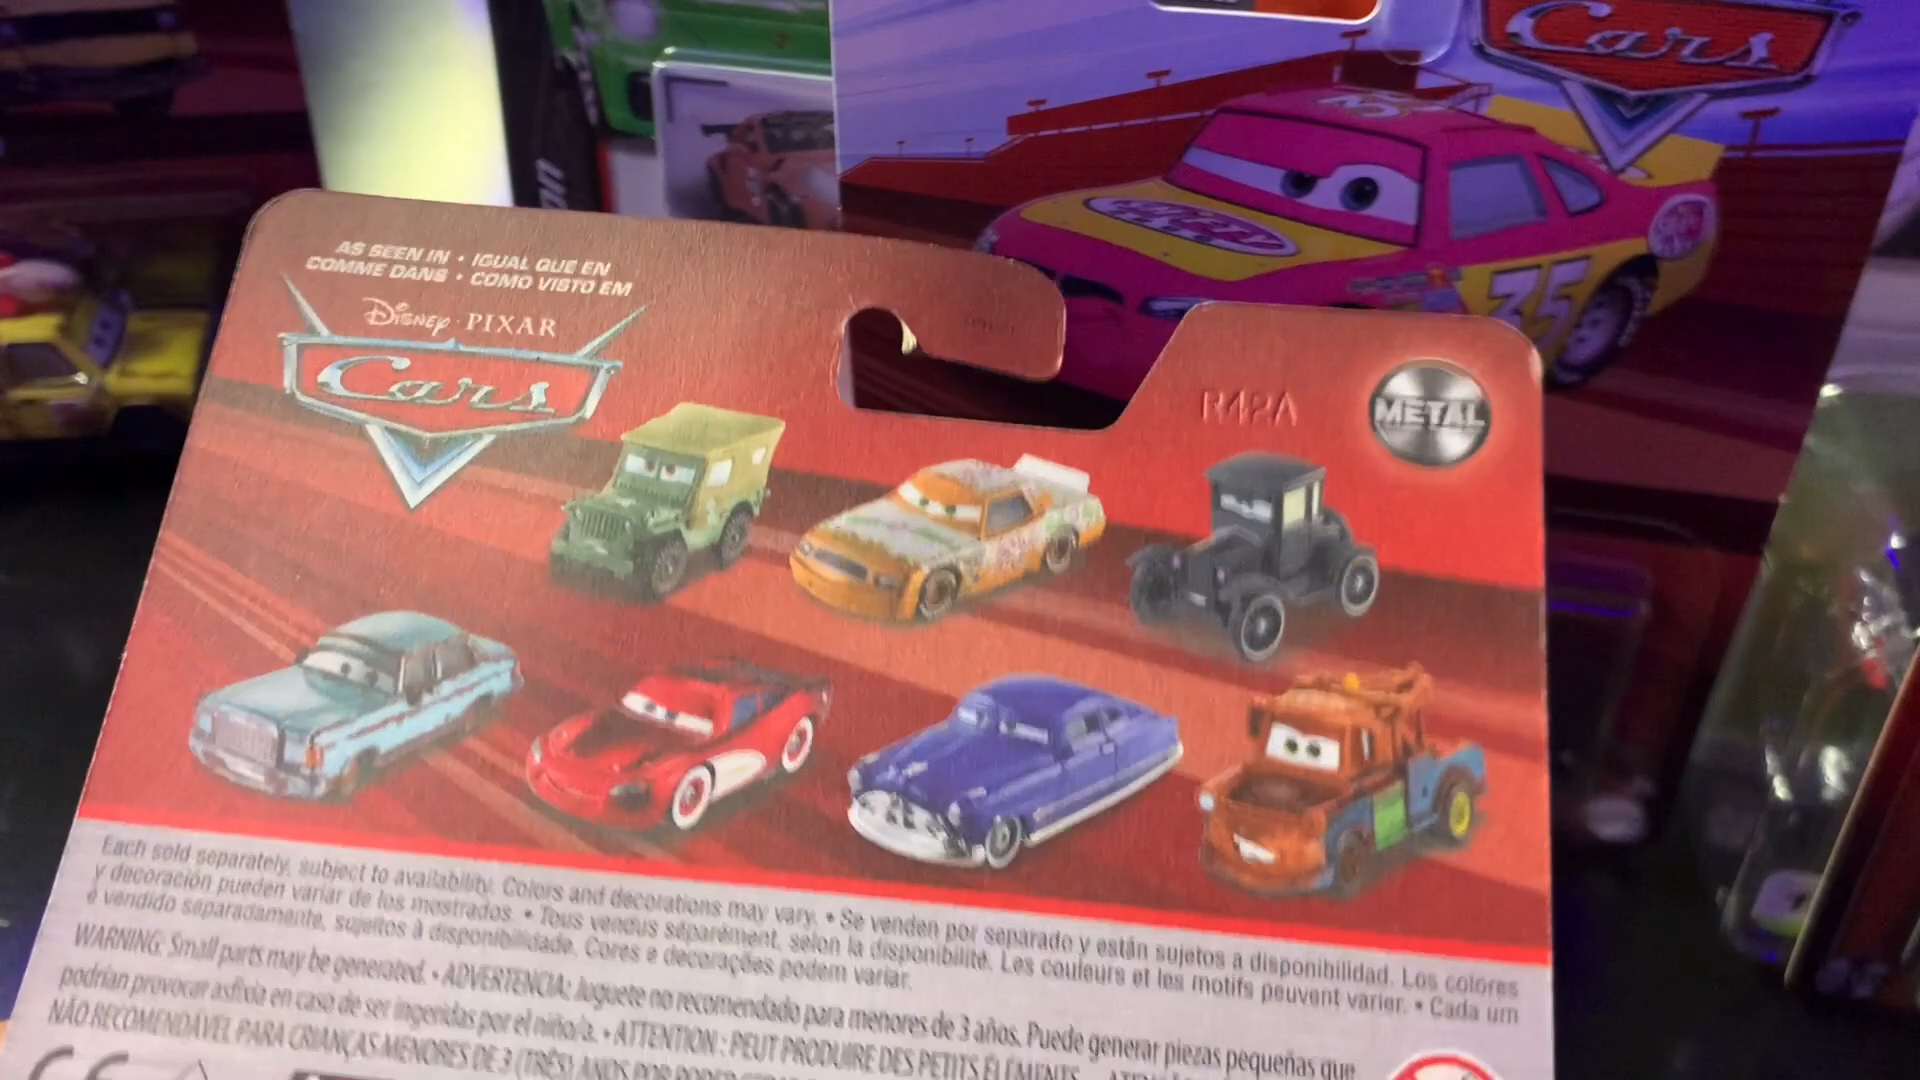 Cars
35
AS SEEN IN • IGUAL QUE EN
COMME DANS • COMO VISTO EM
Disney • PIXAR
Cars
R42A
METAL
Each sold separately, subject to availability. Colors and decorations may vary. • Se venden por separado y están sujetos a disponibilidad. Los colores
y decoración pueden variar de los mostrados. • Tous vendus séparément, selon la disponibilité. Les couleurs et les motifs peuvent varier. • Cada um
é vendido separadamente, sujeitos à disponibilidade. Cores e decorações podem variar.
WARNING: Small parts may be generated. • ADVERTENCIA: Juguete no recomendado para menores de 3 años. Puede generar piezas pequeñas que
podrían provocar asfixia en caso de ser ingeridas por el niño/a. • ATTENTION : PEUT PRODUIRE DES PETITS ÉLÉMENTS
NÃO RECOMENDÁVEL PARA CRIANÇAS MENORES DE 3 (TRÊS) ANOS POR PODER
CE